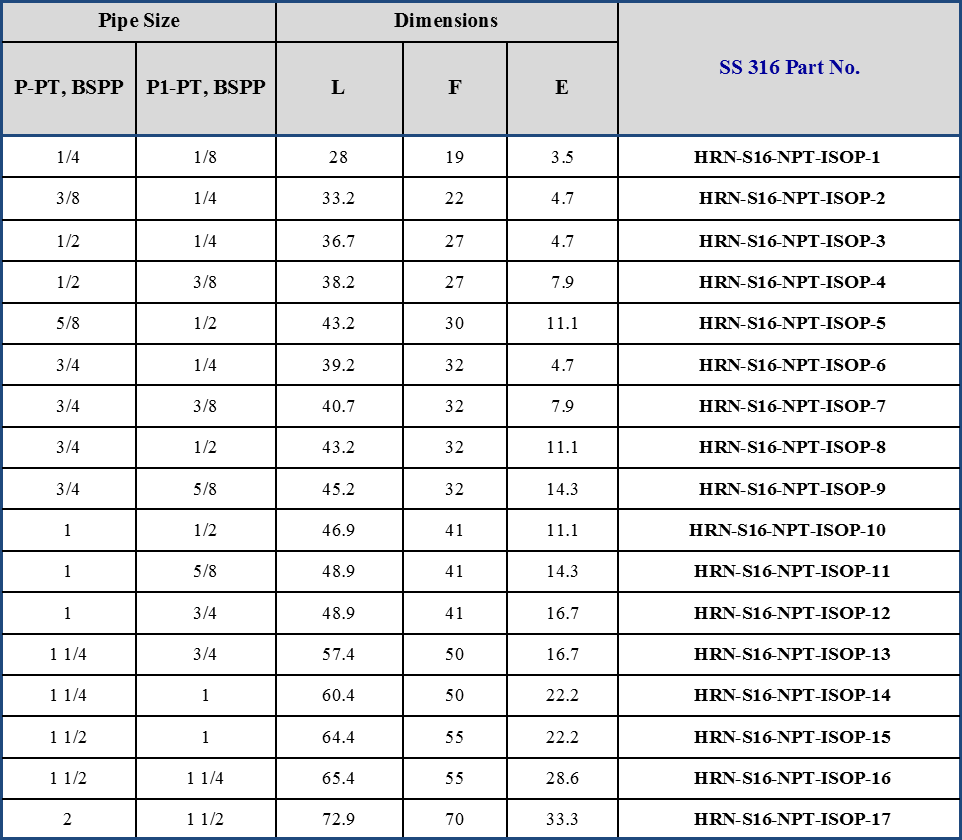 Pipe Size Dimensions SS 316 Part No.
P-PT, BSPP P1-PT, BSPP L F E
1/4 1/8 28 19 3.5 HRN-S16-NPT-ISOP-1
3/8 1/4 33.2 22 4.7 HRN-S16-NPT-ISOP-2
1/2 1/4 36.7 27 4.7 HRN-S16-NPT-ISOP-3
1/2 3/8 38.2 27 7.9 HRN-S16-NPT-ISOP-4
5/8 1/2 43.2 30 11.1 HRN-S16-NPT-ISOP-5
3/4 1/4 39.2 32 4.7 HRN-S16-NPT-ISOP-6
3/4 3/8 40.7 32 7.9 HRN-S16-NPT-ISOP-7
3/4 1/2 43.2 32 11.1 HRN-S16-NPT-ISOP-8
3/4 5/8 45.2 32 14.3 HRN-S16-NPT-ISOP-9
1 1/2 46.9 41 11.1 HRN-S16-NPT-ISOP-10
1 5/8 48.9 41 14.3 HRN-S16-NPT-ISOP-11
1 3/4 48.9 41 16.7 HRN-S16-NPT-ISOP-12
1 1/4 3/4 57.4 50 16.7 HRN-S16-NPT-ISOP-13
1 1/4 1 60.4 50 22.2 HRN-S16-NPT-ISOP-14
1 1/2 1 64.4 55 22.2 HRN-S16-NPT-ISOP-15
1 1/2 1 1/4 65.4 55 28.6 HRN-S16-NPT-ISOP-16
2 1 1/2 72.9 70 33.3 HRN-S16-NPT-ISOP-17